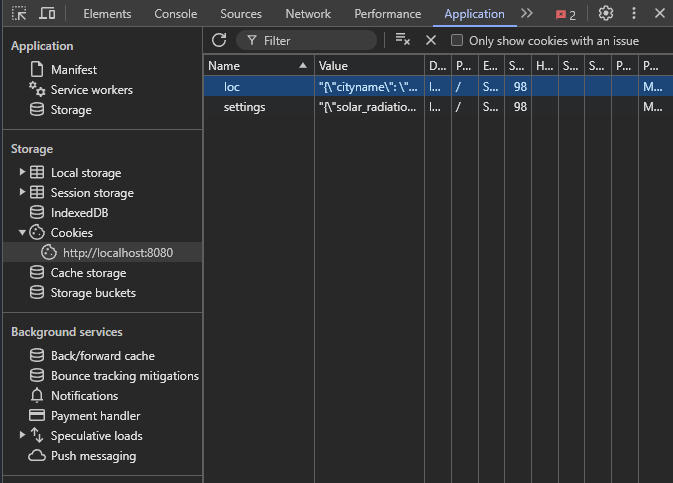 Elements Console Sources Network Performance Application 2
Application
Manifest
Service workers
Storage
Storage
Local storage
Session storage
IndexedDB
Cookies
http://localhost:8080
Cache storage
Storage buckets
Background services
Back/forward cache
Bounce tracking mitigations
Notifications
Payment handler
Speculative loads
Push messaging
Filter Only show cookies with an issue
Name Value D... P... E... S... H... S... S... P... P...
loc "{\"cityname\": \"... l... / S... 98 M...
settings "{\"solar_radiatio... l... / S... 98 M...